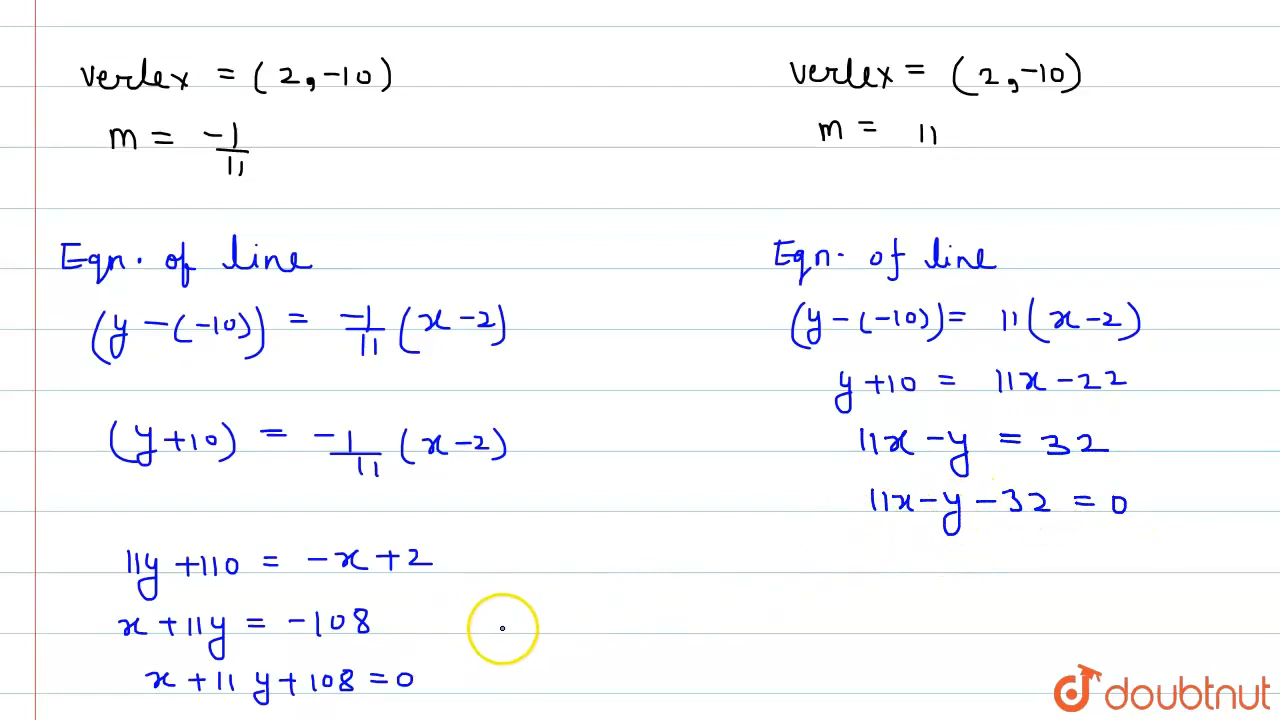 vertex = (2, -10)
m = -1/11
Eqn. of line
(y - (-10)) = -1/11 (x - 2)
(y + 10) = -1/11 (x - 2)
11y + 110 = -x + 2
x + 11y = -108
x + 11y + 108 = 0
vertex = (2, -10)
m = 11
Eqn. of line
(y - (-10)) = 11(x - 2)
y + 10 = 11x - 22
11x - y = 32
11x - y - 32 = 0
doubtnut